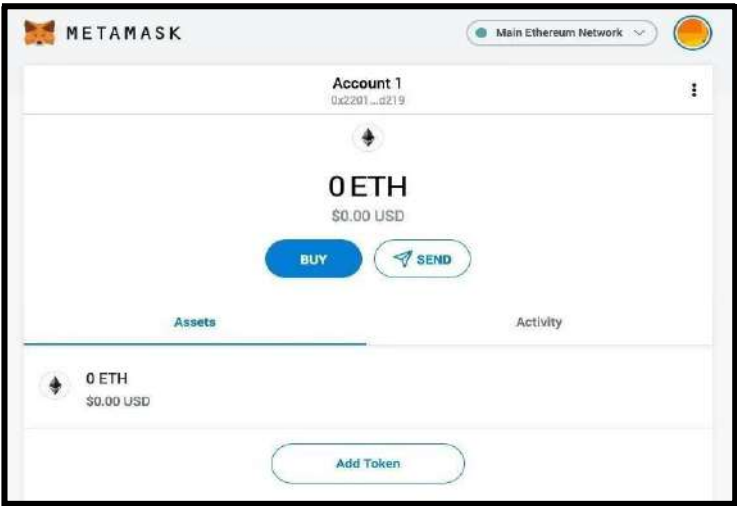 METAMASK
Main Ethereum Network
Account 1
0x2201...d219
0 ETH
$0.00 USD
BUY
SEND
Assets
Activity
0 ETH
$0.00 USD
Add Token